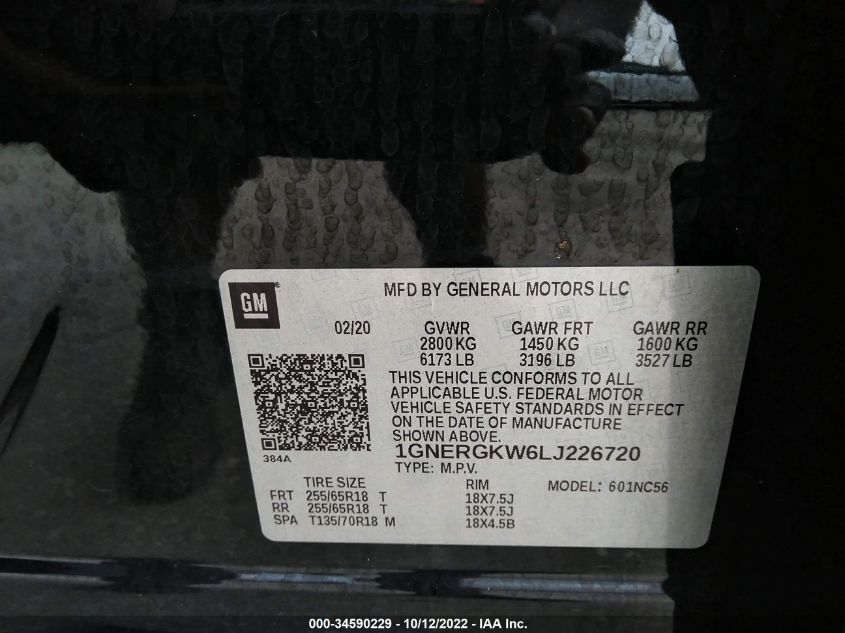 GM
MFD BY GENERAL MOTORS LLC
02/20 GVWR GAWR FRT GAWR RR
2800 KG 1450 KG 1600 KG
6173 LB 3196 LB 3527 LB
THIS VEHICLE CONFORMS TO ALL
APPLICABLE U.S. FEDERAL MOTOR
VEHICLE SAFETY STANDARDS IN EFFECT
ON THE DATE OF MANUFACTURE
SHOWN ABOVE.
384A
1GNERGKW6LJ226720
TYPE: M.P.V.
TIRE SIZE RIM MODEL: 601NC56
FRT 255/65R18 T 18X7.5J
RR 255/65R18 T 18X7.5J
SPA T135/70R18 M 18X4.5B
000-34590229 - 10/12/2022 - IAA Inc.